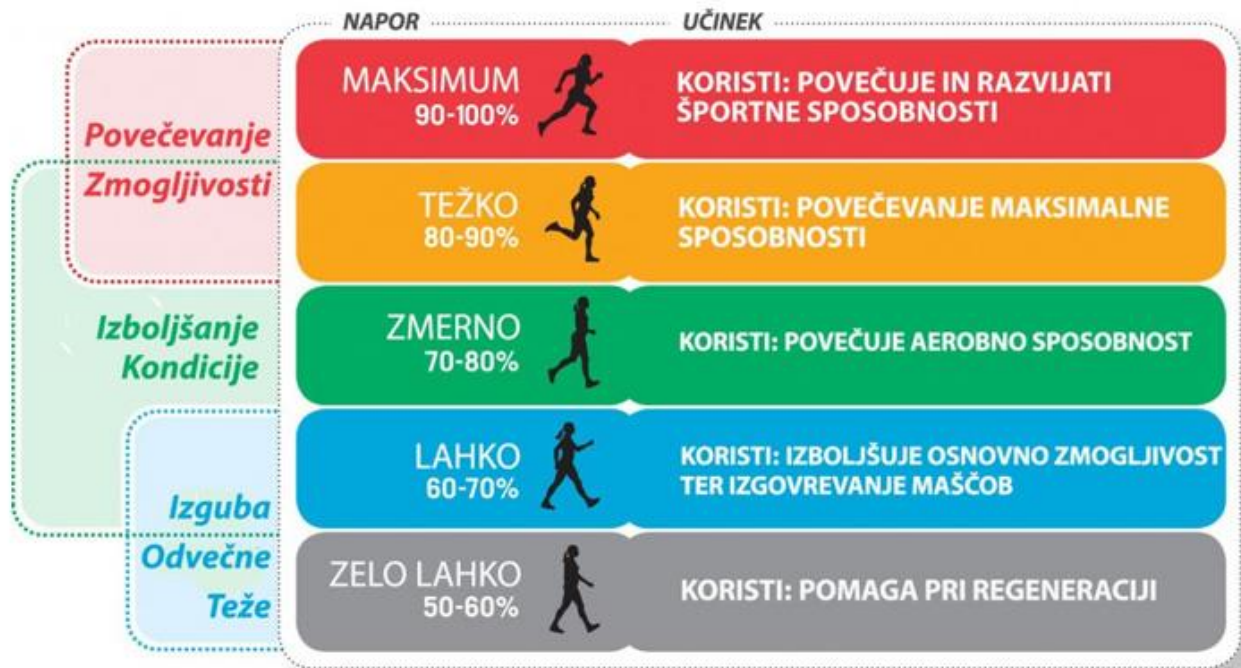 NAPOR
UČINEK
Povečevanje
Zmogljivosti
MAKSIMUM
90-100%
KORISTI: POVEČUJE IN RAZVIJATI
ŠPORTNE SPOSOBNOSTI
TEŽKO
80-90%
KORISTI: POVEČEVANJE MAKSIMALNE
SPOSOBNOSTI
Izboljšanje
Kondicije
ZMERNO
70-80%
KORISTI: POVEČUJE AEROBNO SPOSOBNOST
LAHKO
60-70%
KORISTI: IZBOLJŠUJE OSNOVNO ZMOGLJIVOST
TER IZGOVREVANJE MAŠČOB
Izguba
Odvečne
Teže
ZELO LAHKO
50-60%
KORISTI: POMAGA PRI REGENERACIJI